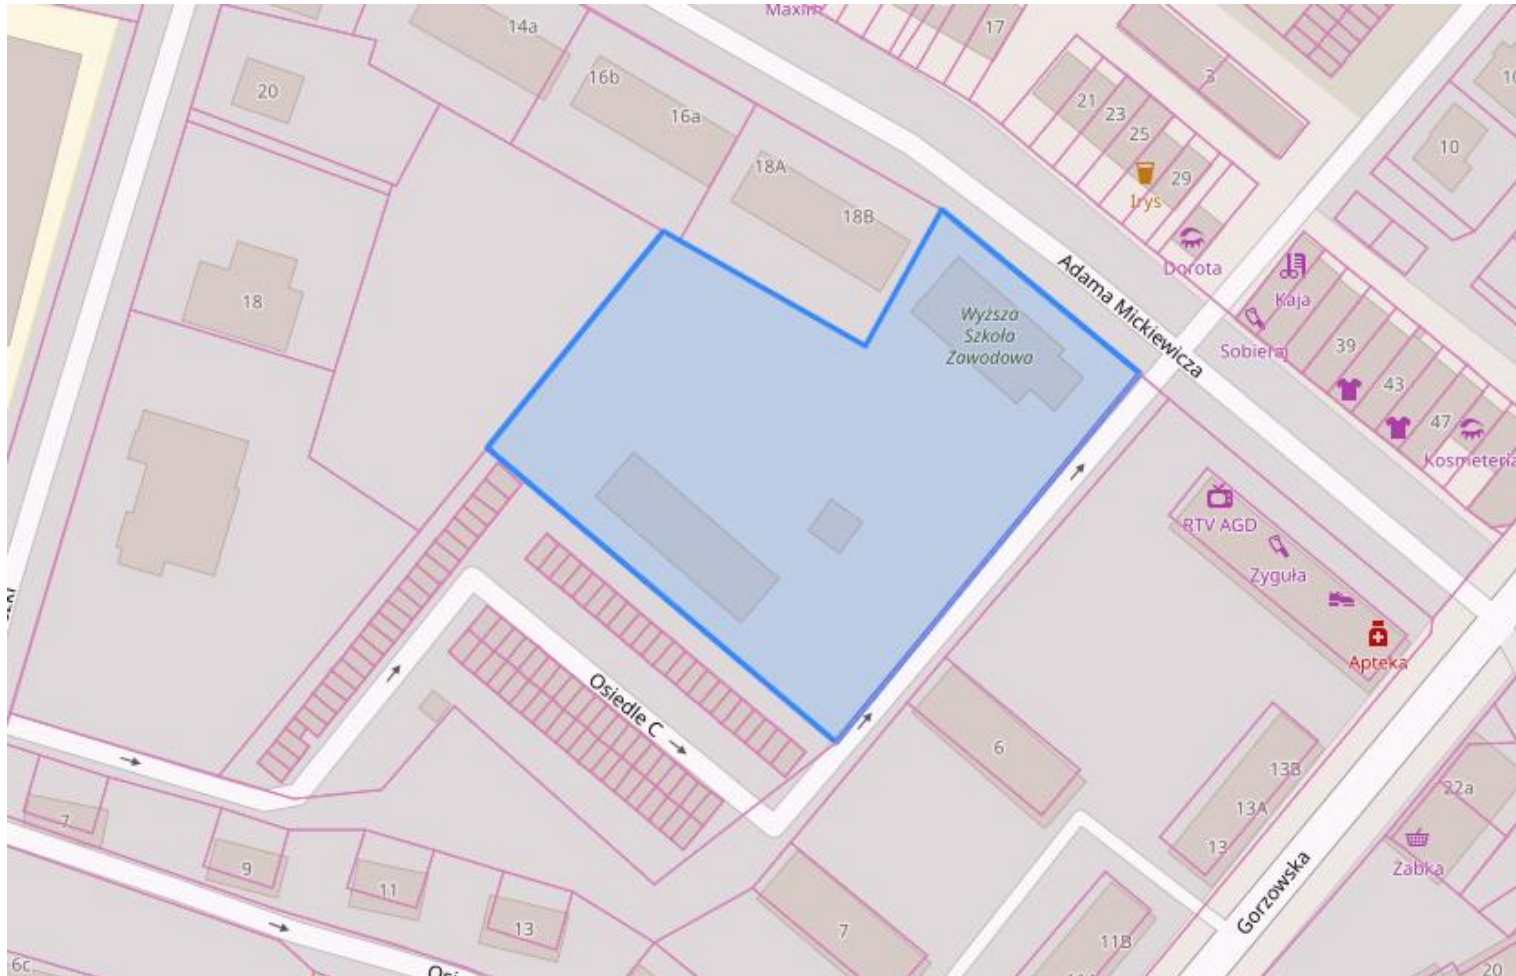 Maxim
14a
17
16b
16a
20
3
21
23
25
29
Irys
10
18A
18B
Dorota
Adama Mickiewicza
Kaja
18
Wyższa
Szkoła
Zawodowa
Sobieraj
39
43
47
Kosmeteria
RTV AGD
Zyguła
Apteka
Osiedle C
6
13B
13A
13
22a
Żabka
Gorzowska
7
9
11
13
7
11B
6c
20